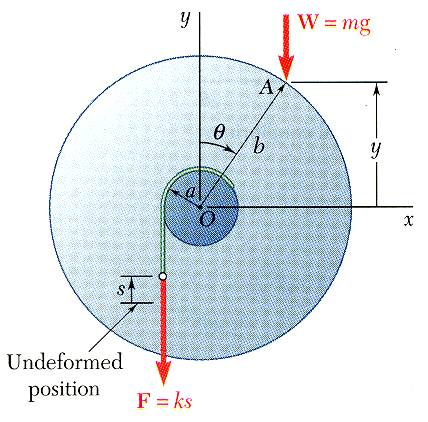 y
W = mg
A
θ
b
y
a
O
x
s
Undeformed
position
F = ks